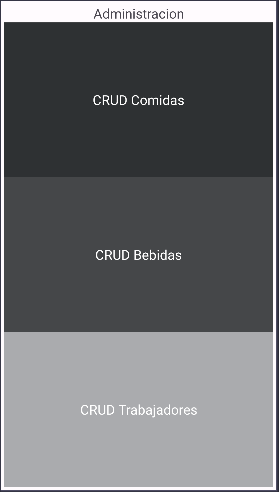 Administracion
CRUD Comidas
CRUD Bebidas
CRUD Trabajadores